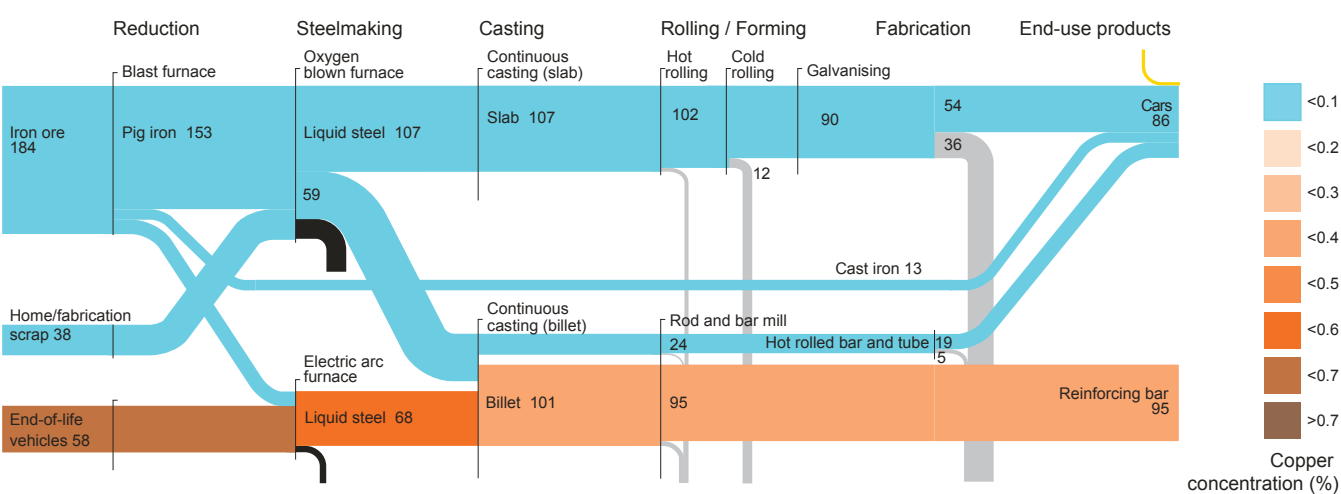 Reduction
Steelmaking
Casting
Rolling / Forming
Fabrication
End-use products
Blast furnace
Oxygen
blown furnace
Continuous
casting (slab)
Hot
rolling
Cold
rolling
Galvanising
Iron ore
184
Pig iron 153
Liquid steel 107
Slab 107
102
90
54
Cars
86
36
12
59
Cast iron 13
Home/fabrication
scrap 38
Continuous
casting (billet)
Rod and bar mill
24
Hot rolled bar and tube
19
5
Electric arc
furnace
End-of-life
vehicles 58
Liquid steel 68
Billet 101
95
Reinforcing bar
95
<0.1
<0.2
<0.3
<0.4
<0.5
<0.6
<0.7
>0.7
Copper
concentration (%)